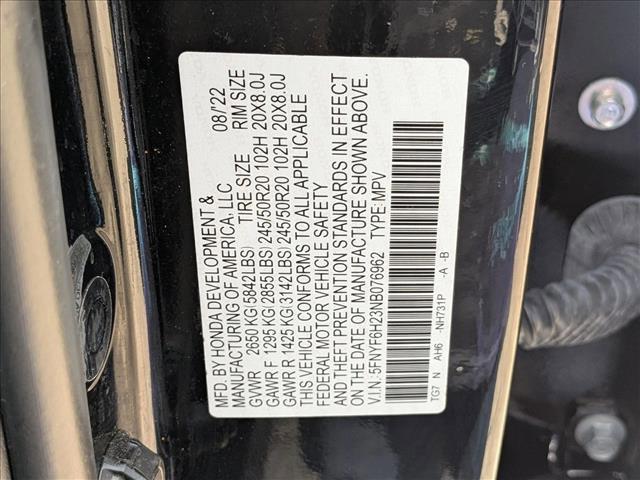 MFD. BY HONDA DEVELOPMENT &
MANUFACTURING OF AMERICA, LLC 08/'22
GVWR 2650 KG(5842LBS) TIRE SIZE RIM SIZE
GAWR F 1295 KG(2855LBS) 245/50R20 102H 20X8.0J
GAWR R 1425 KG(3142LBS) 245/50R20 102H 20X8.0J
THIS VEHICLE CONFORMS TO ALL APPLICABLE
FEDERAL MOTOR VEHICLE SAFETY
AND THEFT PREVENTION STANDARDS IN EFFECT
ON THE DATE OF MANUFACTURE SHOWN ABOVE.
V.I.N.: 5FNYF8H23NB076962 TYPE: MPV
TG7 N AH6 -NH731P -A -B